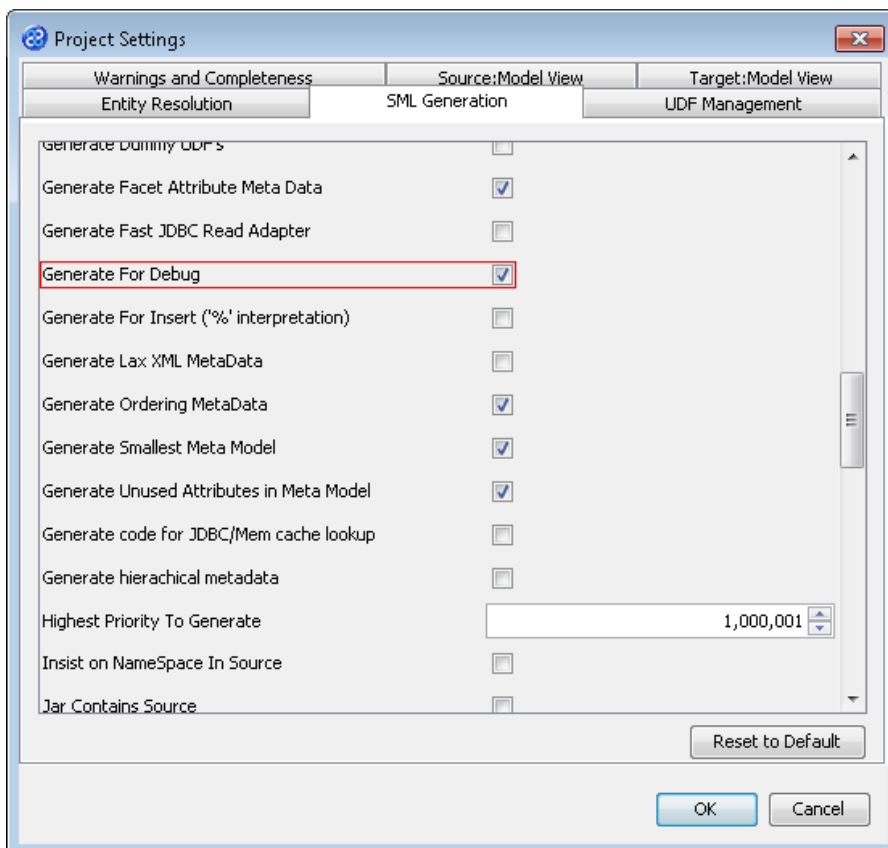 Project Settings
Warnings and Completeness Source:Model View Target:Model View
Entity Resolution SML Generation UDF Management
Generate Dummy UDFs
Generate Facet Attribute Meta Data
Generate Fast JDBC Read Adapter
Generate For Debug
Generate For Insert ('%' interpretation)
Generate Lax XML MetaData
Generate Ordering MetaData
Generate Smallest Meta Model
Generate Unused Attributes in Meta Model
Generate code for JDBC/Mem cache lookup
Generate hierachical metadata
Highest Priority To Generate 1,000,001
Insist on NameSpace In Source
Jar Contains Source
Reset to Default
OK Cancel